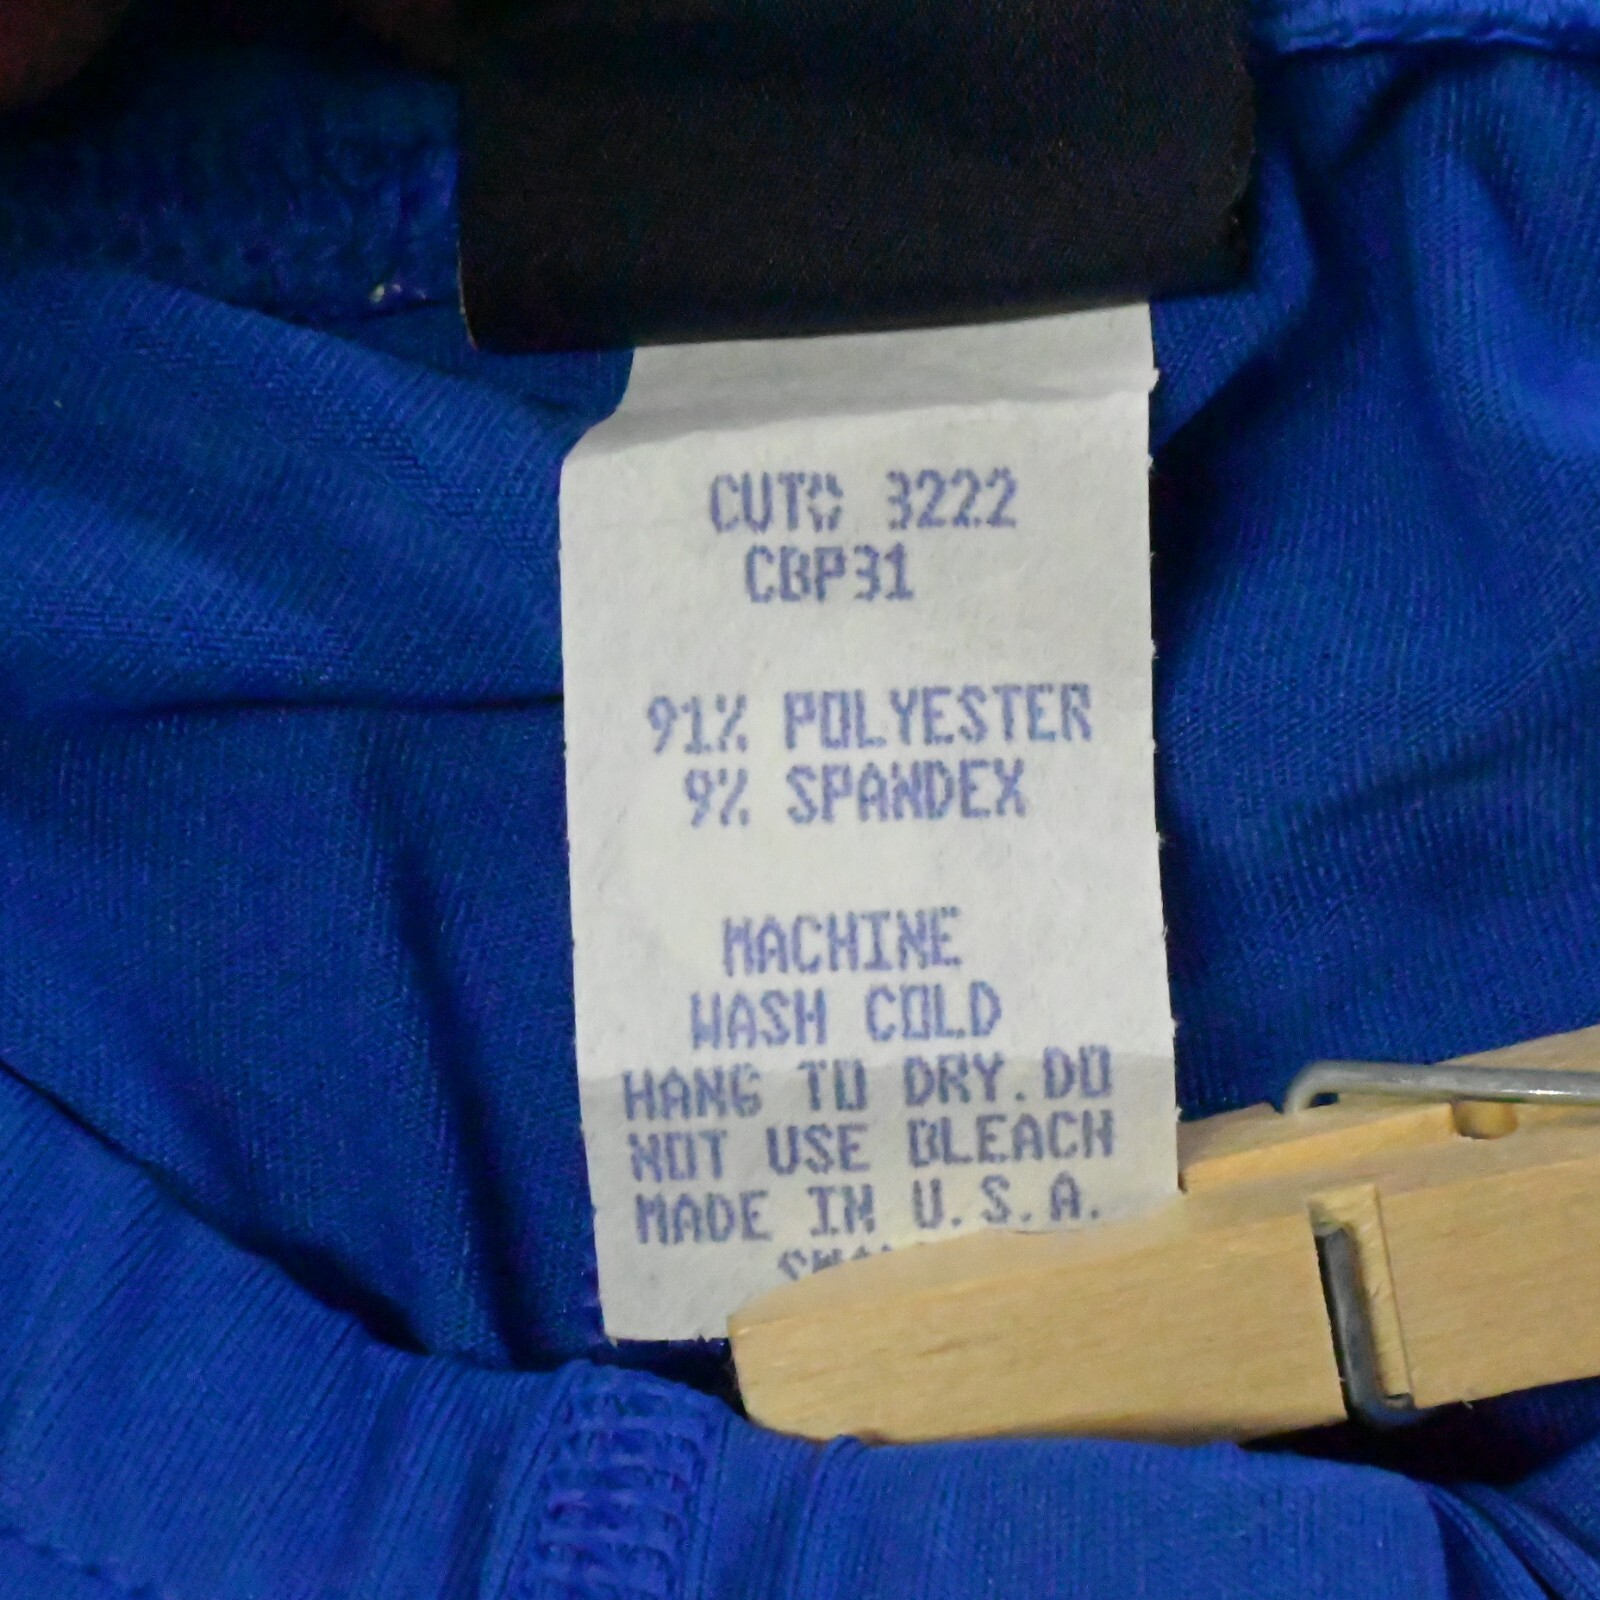 CUT# 3222
CBP31
91% POLYESTER
9% SPANDEX
MACHINE
WASH COLD
HANG TO DRY.DO
NOT USE BLEACH
MADE IN U.S.A.